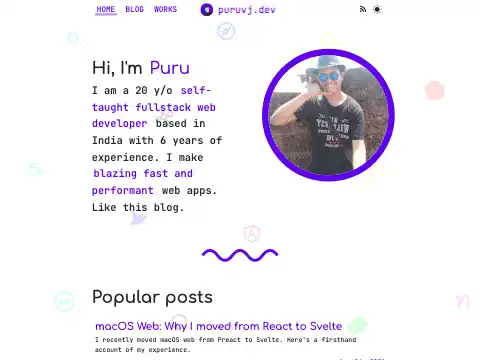 HOME BLOG WORKS puruvj.dev
Hi, I'm Puru
I am a 20 y/o self-
taught fullstack web
developer based in
India with 6 years of
experience. I make
blazing fast and
performant web apps.
Like this blog.
Popular posts
macOS Web: Why I moved from React to Svelte
I recently moved macOS web from Preact to Svelte. Here's a firsthand
account of my experience.